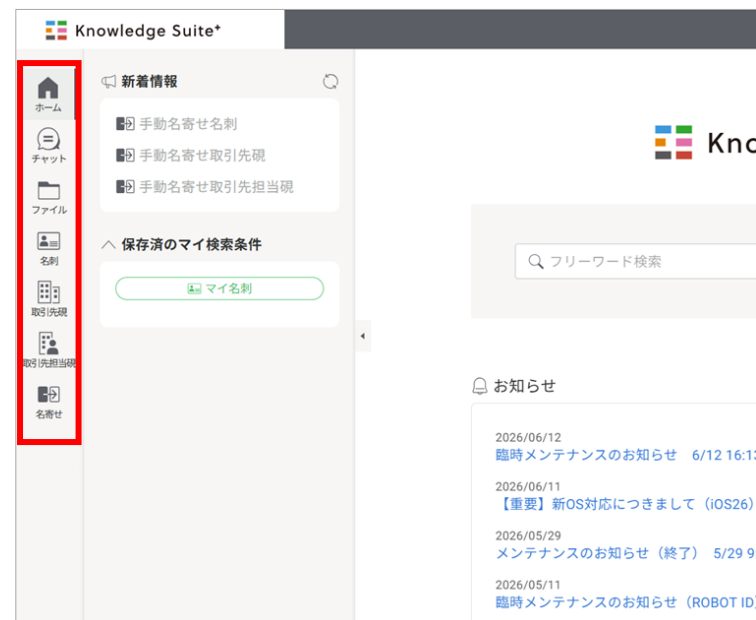 Knowledge Suite+
ホーム
チャット
ファイル
名刺
取引先硯
取引先担当硯
名寄せ
新着情報
手動名寄せ名刺
手動名寄せ取引先硯
手動名寄せ取引先担当硯
保存済のマイ検索条件
マイ名刺
Kno
フリーワード検索
お知らせ
2026/06/12
臨時メンテナンスのお知らせ 6/12 16:13
2026/06/11
【重要】新OS対応につきまして（iOS26）
2026/05/29
メンテナンスのお知らせ（終了） 5/29 9
2026/05/11
臨時メンテナンスのお知らせ（ROBOT ID